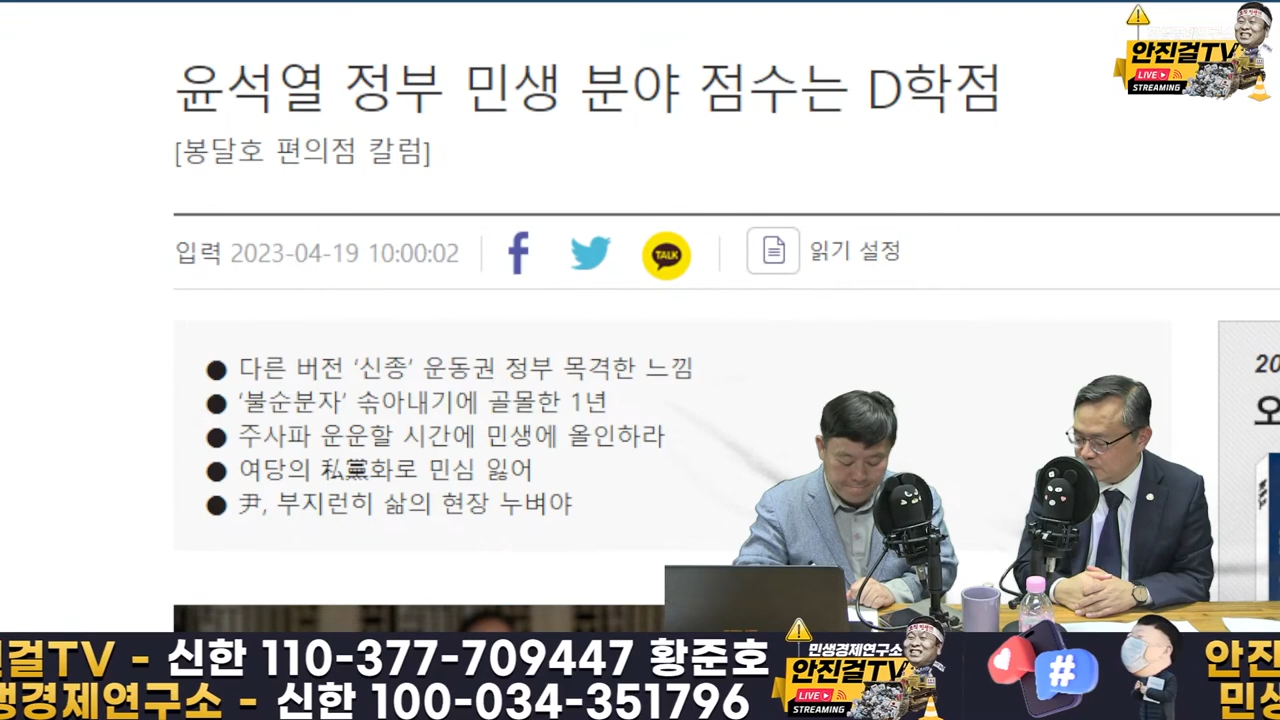 윤석열 정부 민생 분야 점수는 D학점
[봉달호 편의점 칼럼]
입력 2023-04-19 10:00:02
TALK
읽기 설정
● 다른 버전 ‘신종’ 운동권 정부 목격한 느낌
● ‘불순분자’ 솎아내기에 골몰한 1년
● 주사파 운운할 시간에 민생에 올인하라
● 여당의 私黨화로 민심 잃어
● 尹, 부지런히 삶의 현장 누벼야
20
오
안진걸TV
LIVE
STREAMING
진걸TV - 신한 110-377-709447 황준호
생경제연구소 - 신한 100-034-351796
민생경제연구소
안진걸TV
LIVE
STREAMING
#
안진
민생